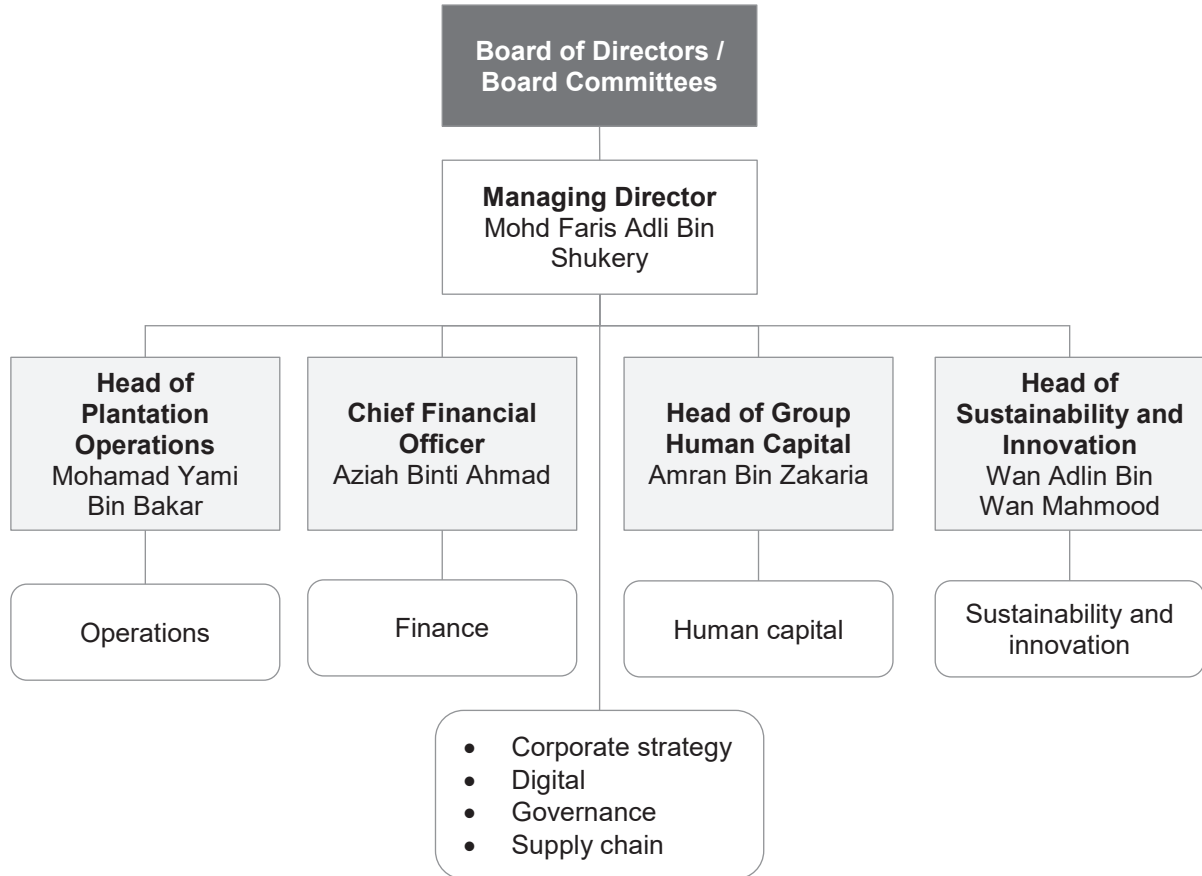 Board of Directors /
Board Committees
Managing Director
Mohd Faris Adli Bin
Shukery
Head of
Plantation
Operations
Mohamad Yami
Bin Bakar
Chief Financial
Officer
Aziah Binti Ahmad
Head of Group
Human Capital
Amran Bin Zakaria
Head of
Sustainability and
Innovation
Wan Adlin Bin
Wan Mahmood
Operations
Finance
Human capital
Sustainability and
innovation
• Corporate strategy
• Digital
• Governance
• Supply chain